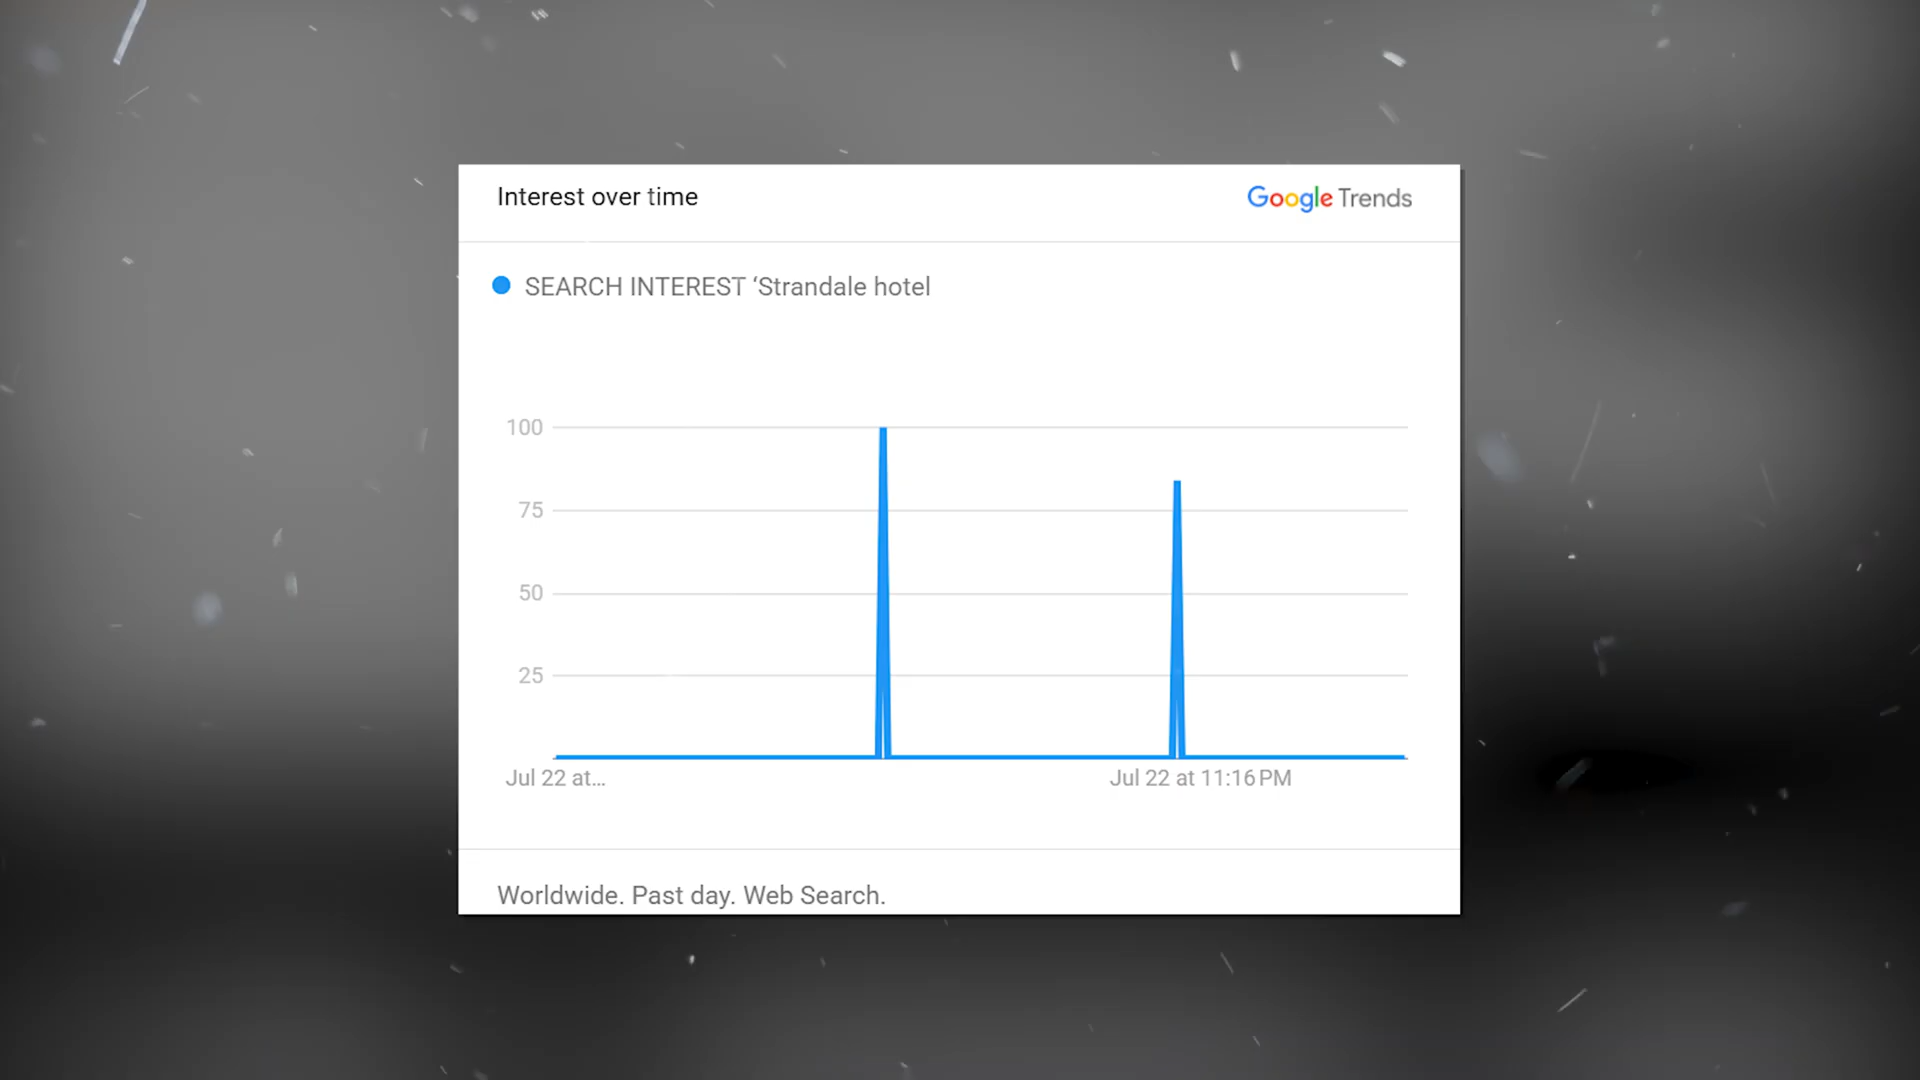 Interest over time
Google Trends
SEARCH INTEREST ‘Strandale hotel
100
75
50
25
Jul 22 at...
Jul 22 at 11:16 PM
Worldwide. Past day. Web Search.